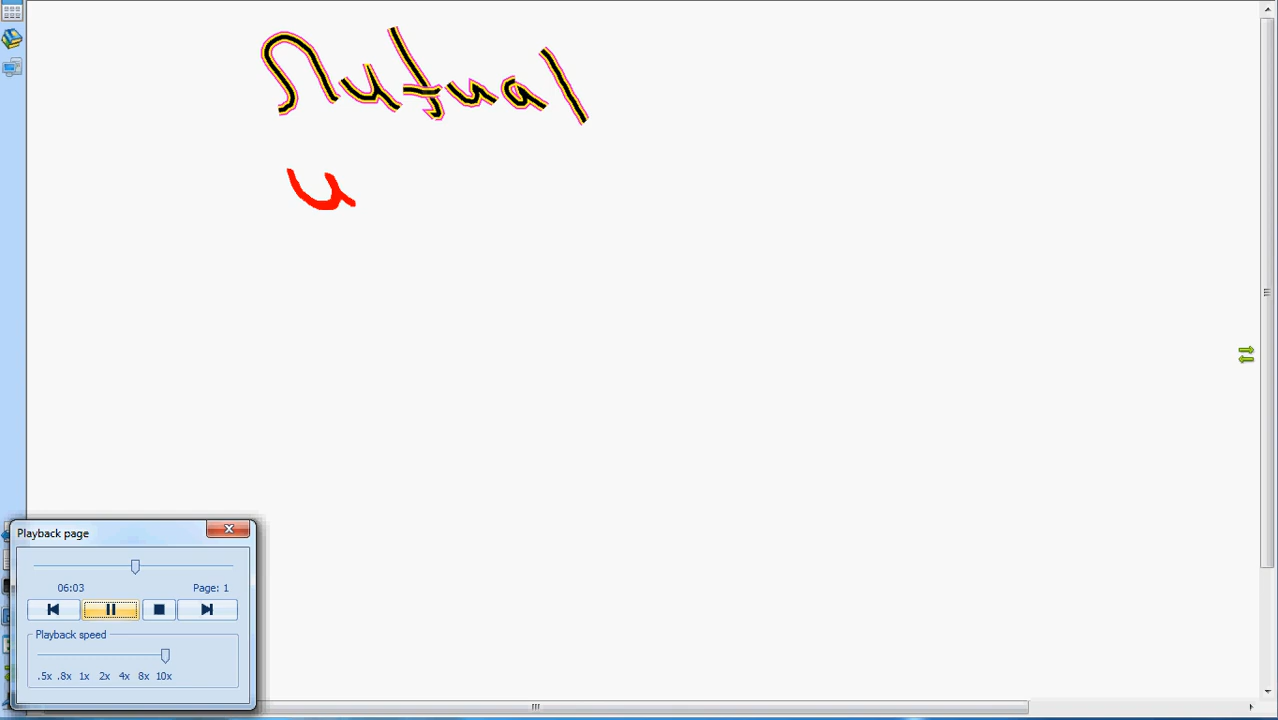 Mutual
u
Playback page
06:03 Page: 1
Playback speed
.5x .8x 1x 2x 4x 8x 10x